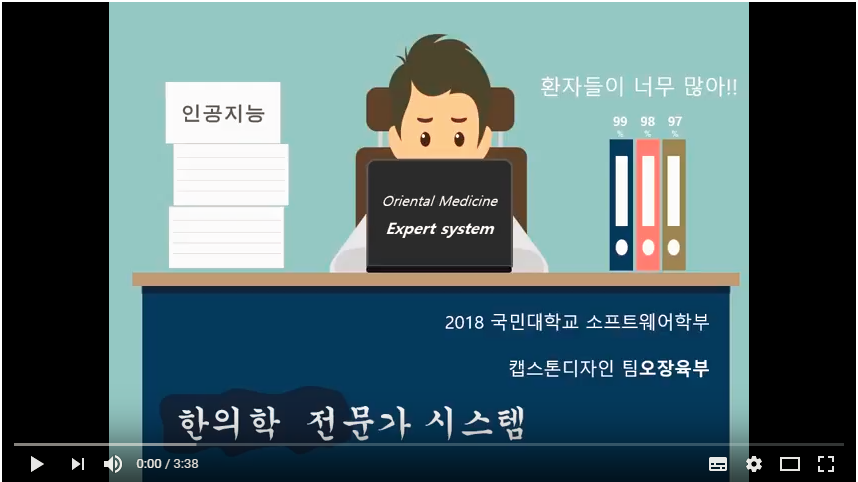 환자들이 너무 많아!!
인공지능
99 98 97
% % %
Oriental Medicine
Expert system
2018 국민대학교 소프트웨어학부
캡스톤디자인 팀오장육부
한의학 전문가 시스템
0:00 / 3:38